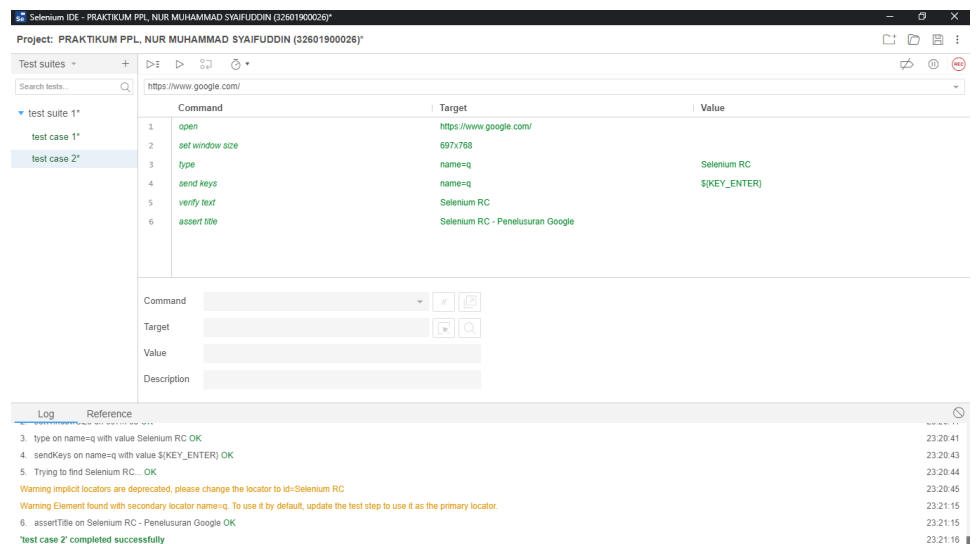 Selenium IDE - PRAKTIKUM PPL, NUR MUHAMMAD SYAIFUDDIN (32601900026)*
Project: PRAKTIKUM PPL, NUR MUHAMMAD SYAIFUDDIN (32601900026)*
Test suites
REC
Search tests...
https://www.google.com/
Command Target Value
test suite 1*
test case 1*
test case 2*
1 open https://www.google.com/
2 set window size 697x768
3 type name=q Selenium RC
4 send keys name=q ${KEY_ENTER}
5 verify text Selenium RC
6 assert title Selenium RC - Penelusuran Google
Command
//
Target
Value
Description
Log Reference
3. type on name=q with value Selenium RC OK 23:20:41
4. sendKeys on name=q with value ${KEY_ENTER} OK 23:20:43
5. Trying to find Selenium RC... OK 23:20:44
Warning implicit locators are deprecated, please change the locator to id=Selenium RC 23:20:45
Warning Element found with secondary locator name=q. To use it by default, update the test step to use it as the primary locator. 23:21:15
6. assertTitle on Selenium RC - Penelusuran Google OK 23:21:15
'test case 2' completed successfully 23:21:16